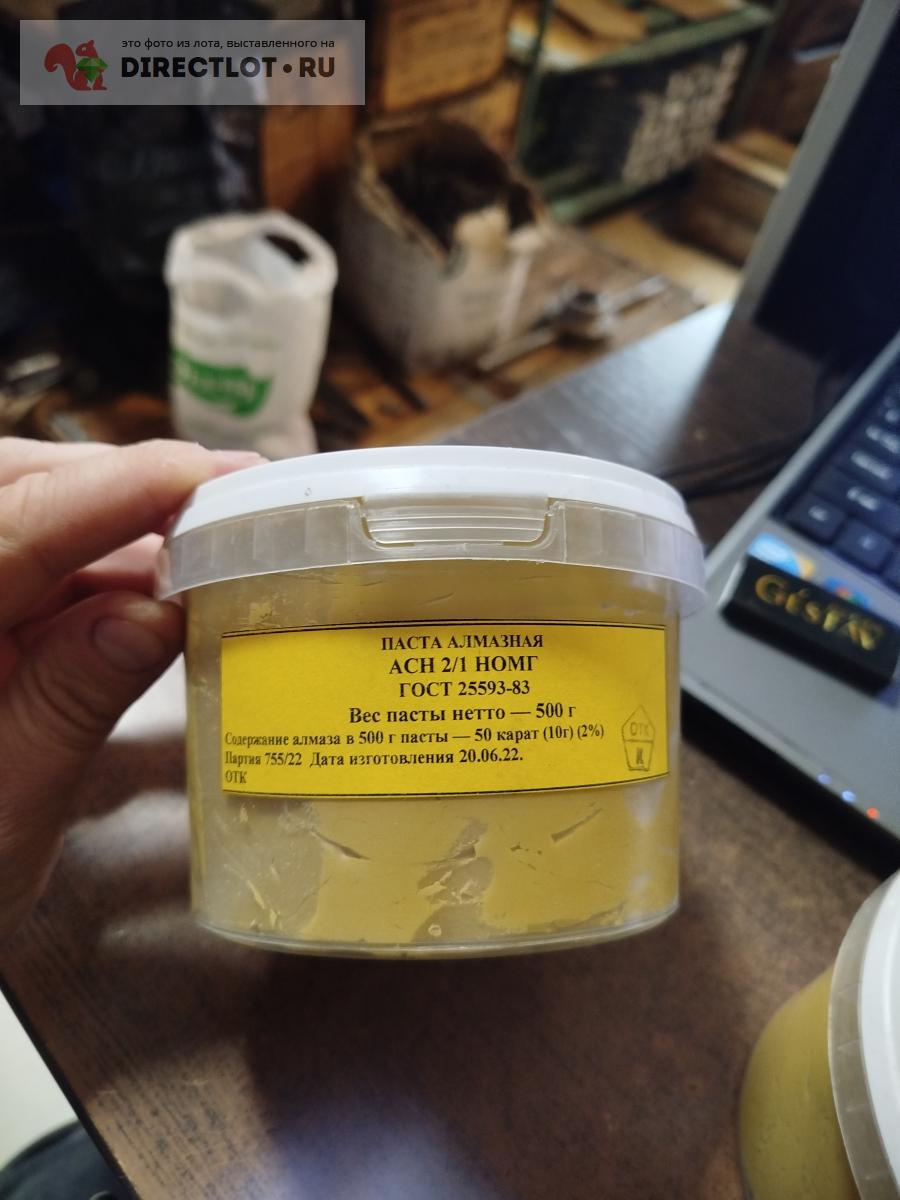 это фото из лота, выставленного на
DIRECTLOT•RU
ПАСТА АЛМАЗНАЯ
АСН 2/1 НОМГ
ГОСТ 25593-83
Вес пасты нетто — 500 г
Содержание алмаза в 500 г пасты — 50 карат (10г) (2%)
Партия 755/22 Дата изготовления 20.06.22.
ОТК
ОТК
К